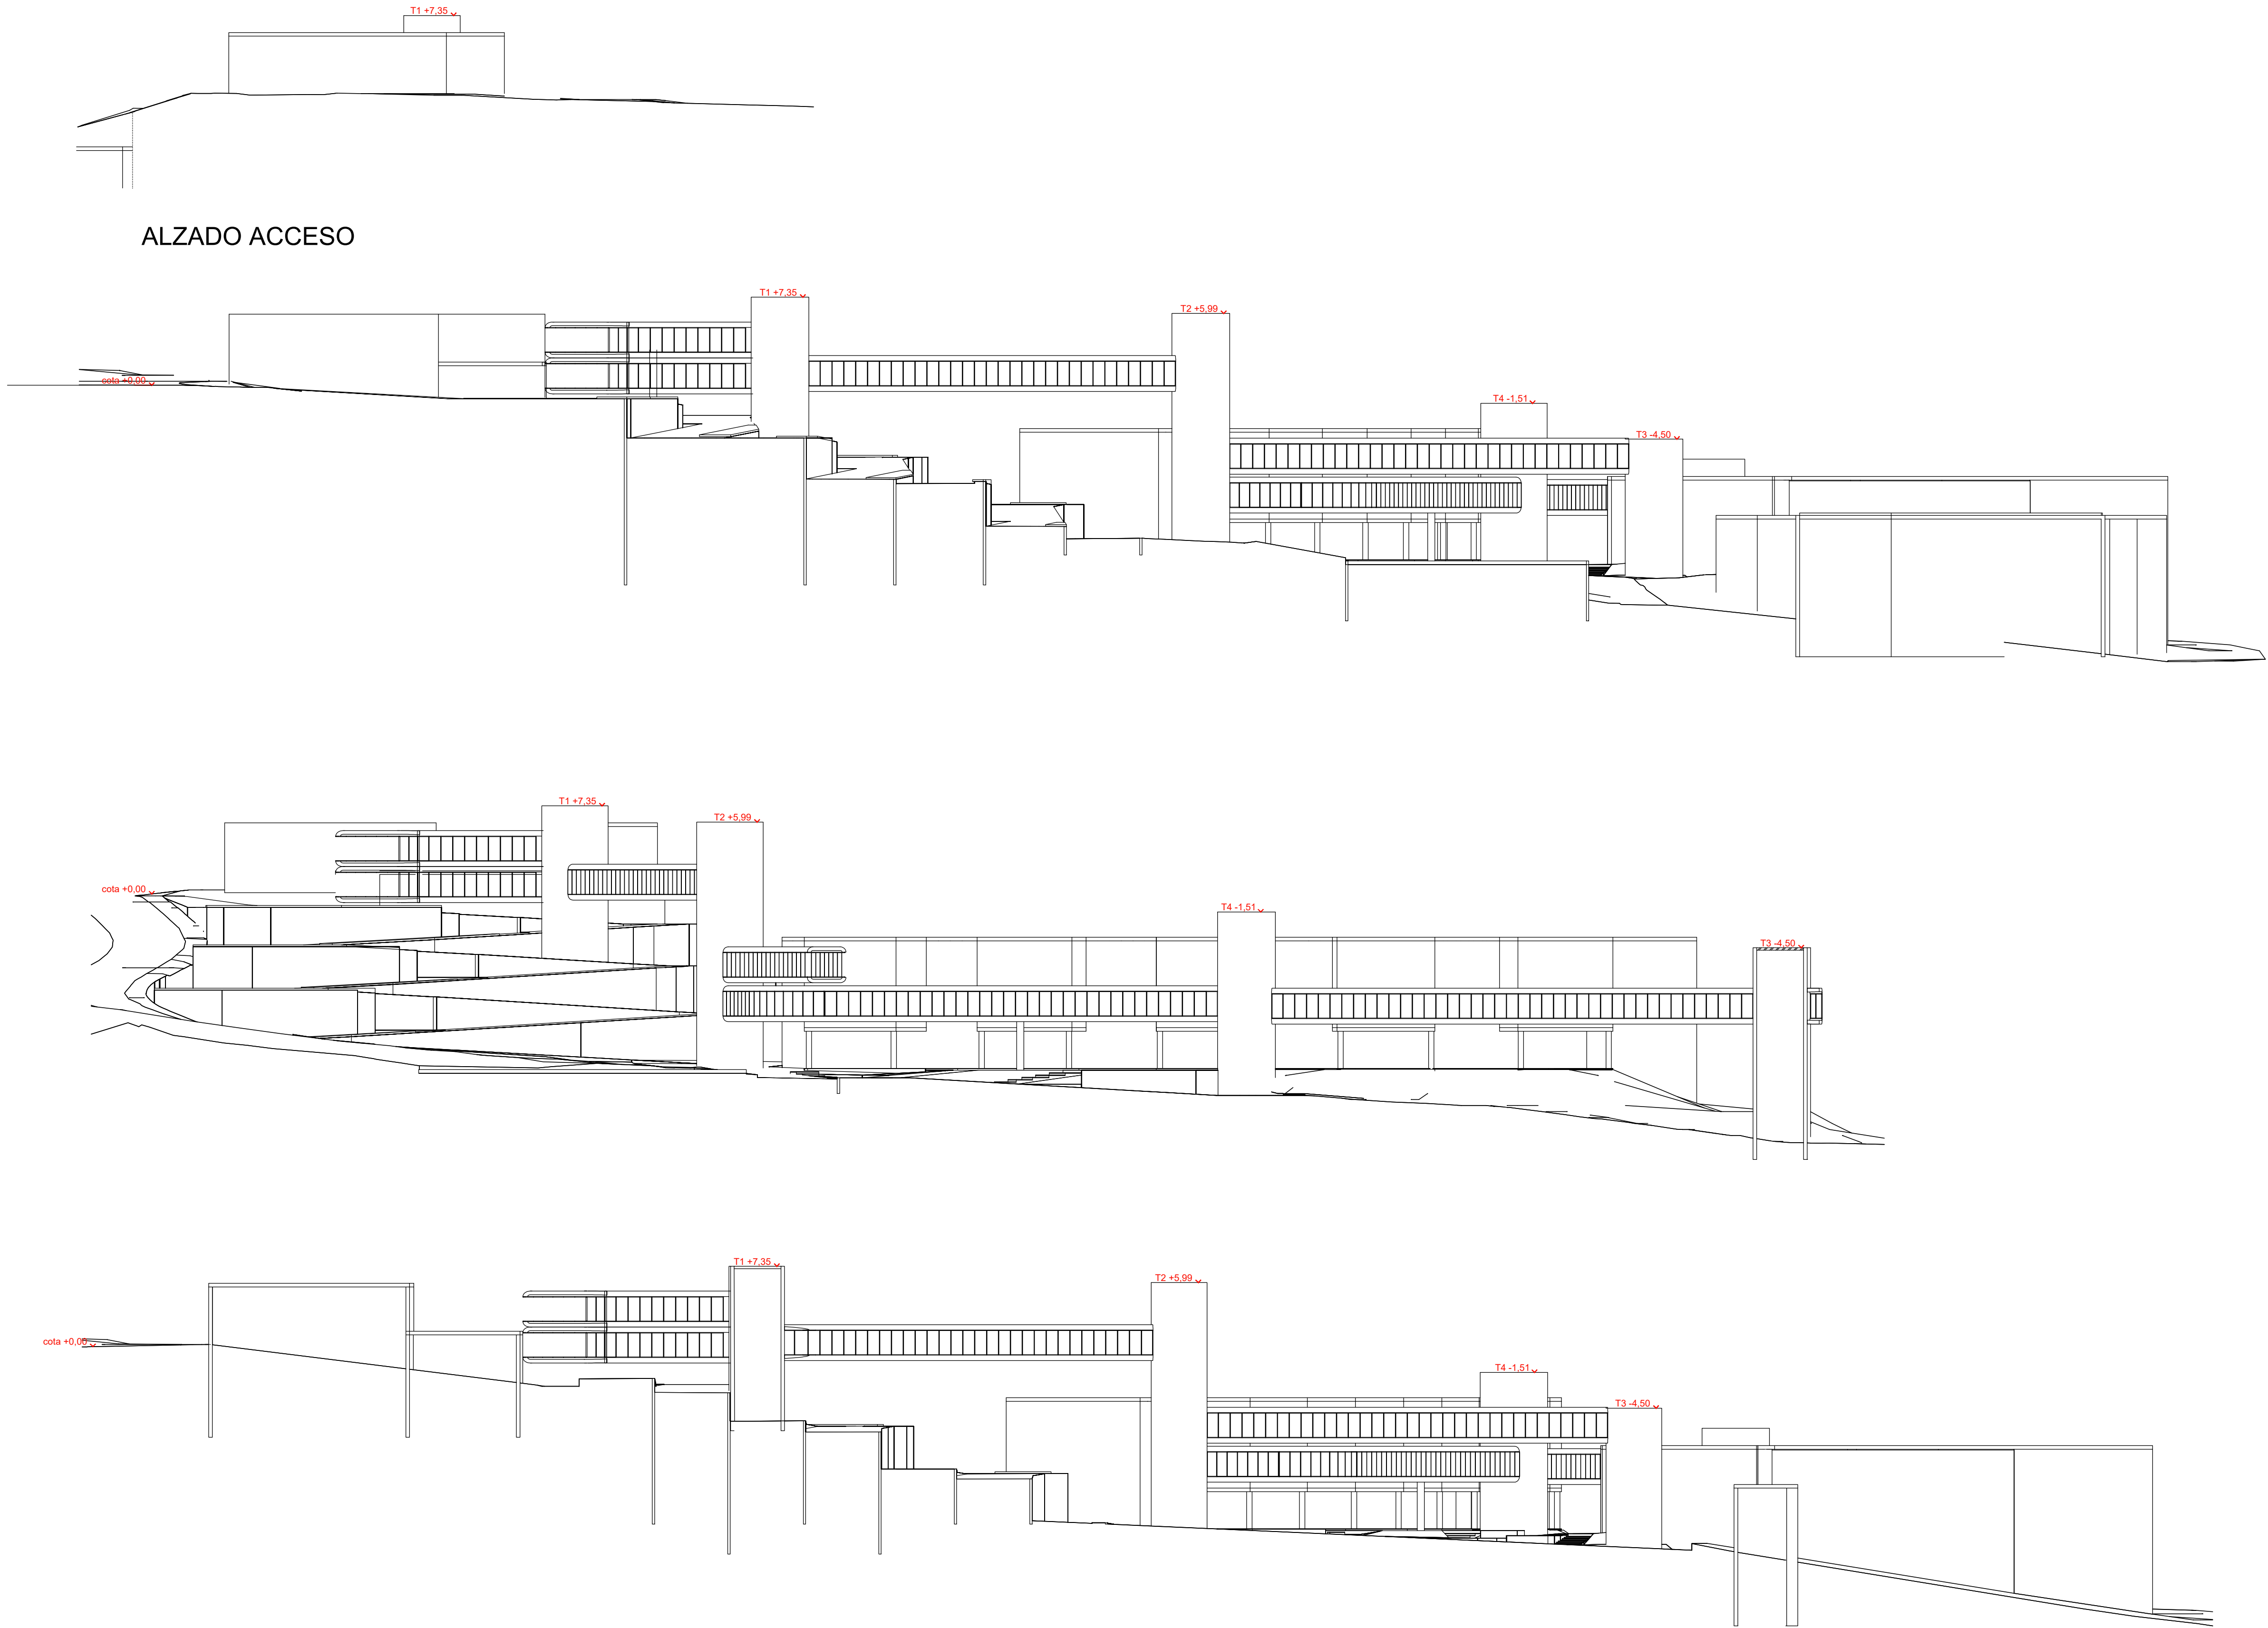 T1 +7,35
ALZADO ACCESO
T1 +7,35
T2 +5,99
cota +0,00
T4 -1,51
T3 -4,50
T1 +7,35
T2 +5,99
cota +0,00
T4 -1,51
T3 -4,50
T1 +7,35
T2 +5,99
cota +0,00
T4 -1,51
T3 -4,50